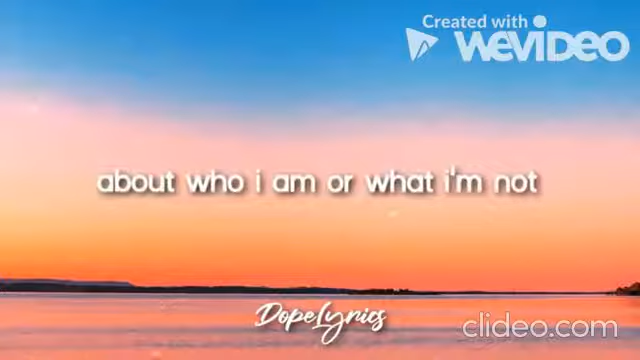 Created with
WEVIDEO
about who i am or what i'm not
DopeLyrics
clideo.com